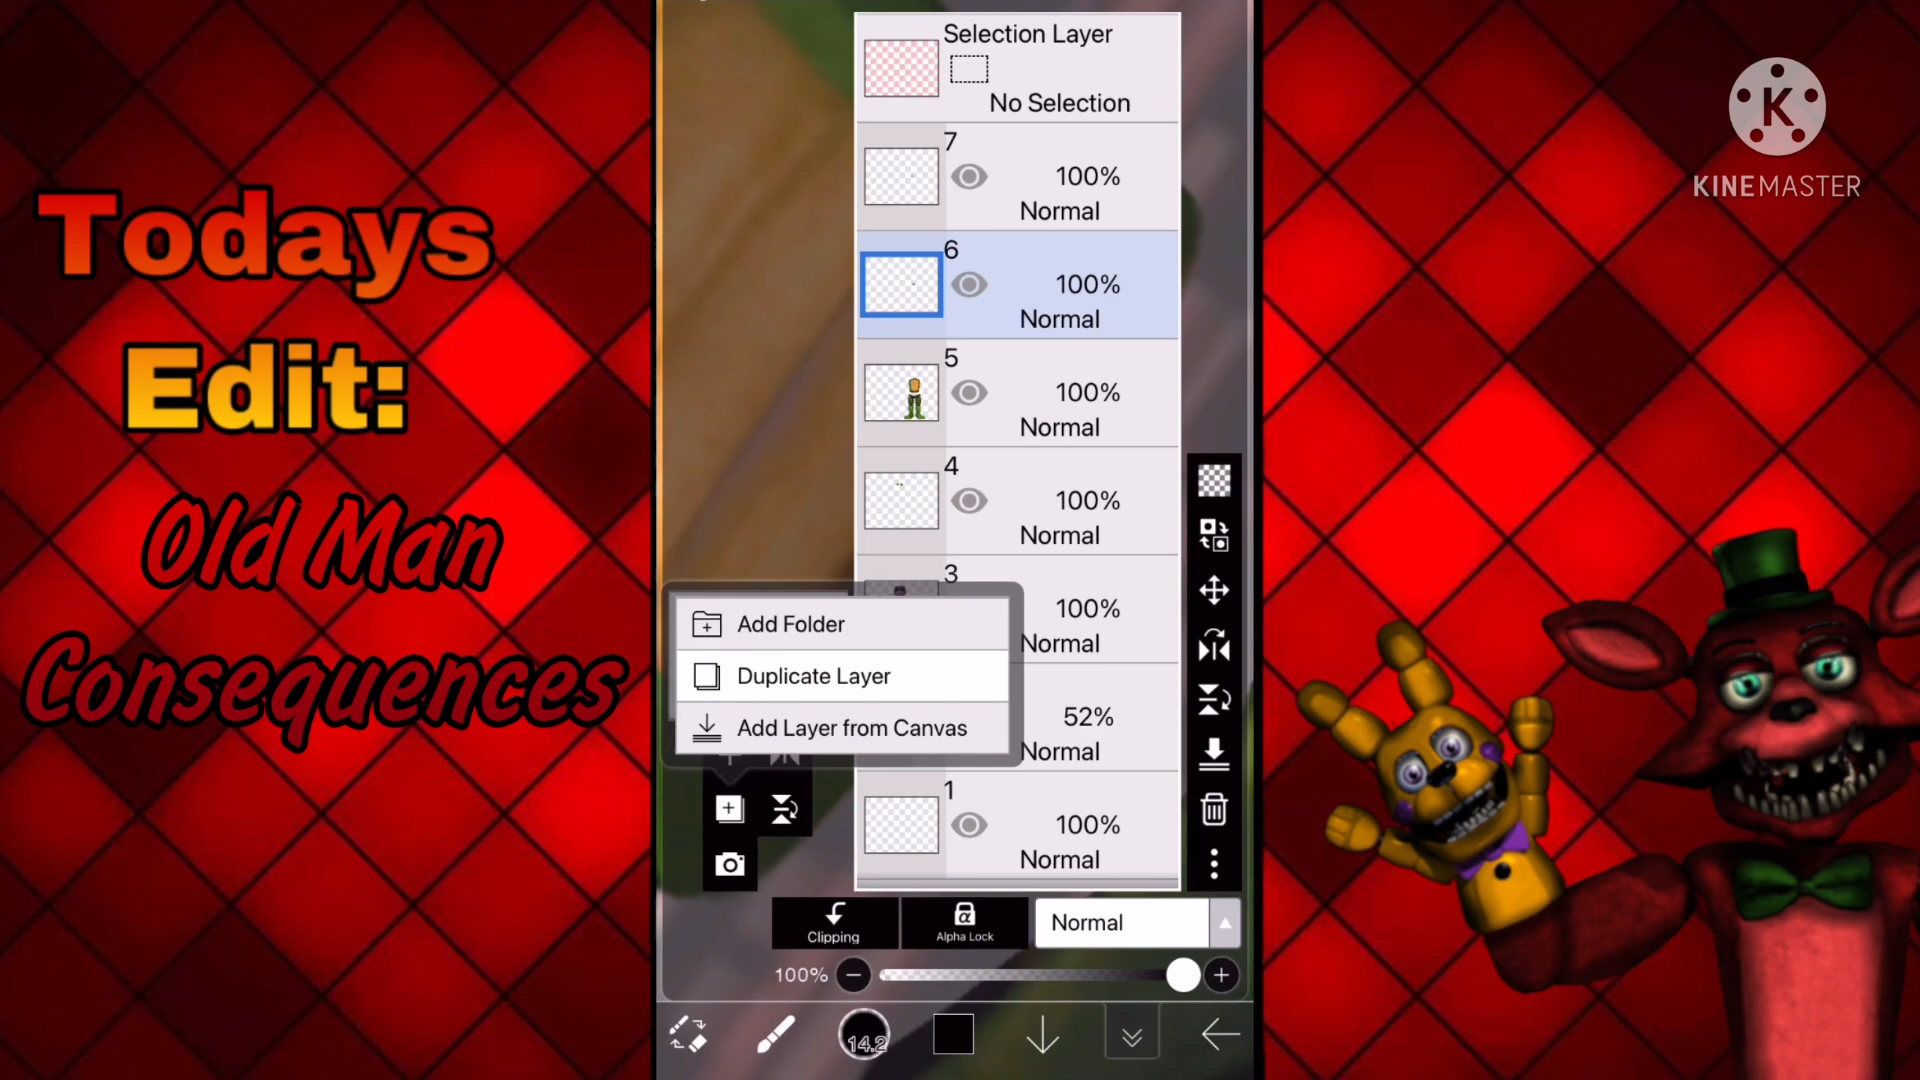 Todays
Edit:
Old Man
Consequences
Selection Layer
No Selection
7
100%
Normal
6
100%
Normal
5
100%
Normal
4
100%
Normal
3
100%
Normal
52%
Normal
1
100%
Normal
Add Folder
Duplicate Layer
Add Layer from Canvas
Clipping
α
Alpha Lock
Normal
100%
14.2
K
KINEMASTER